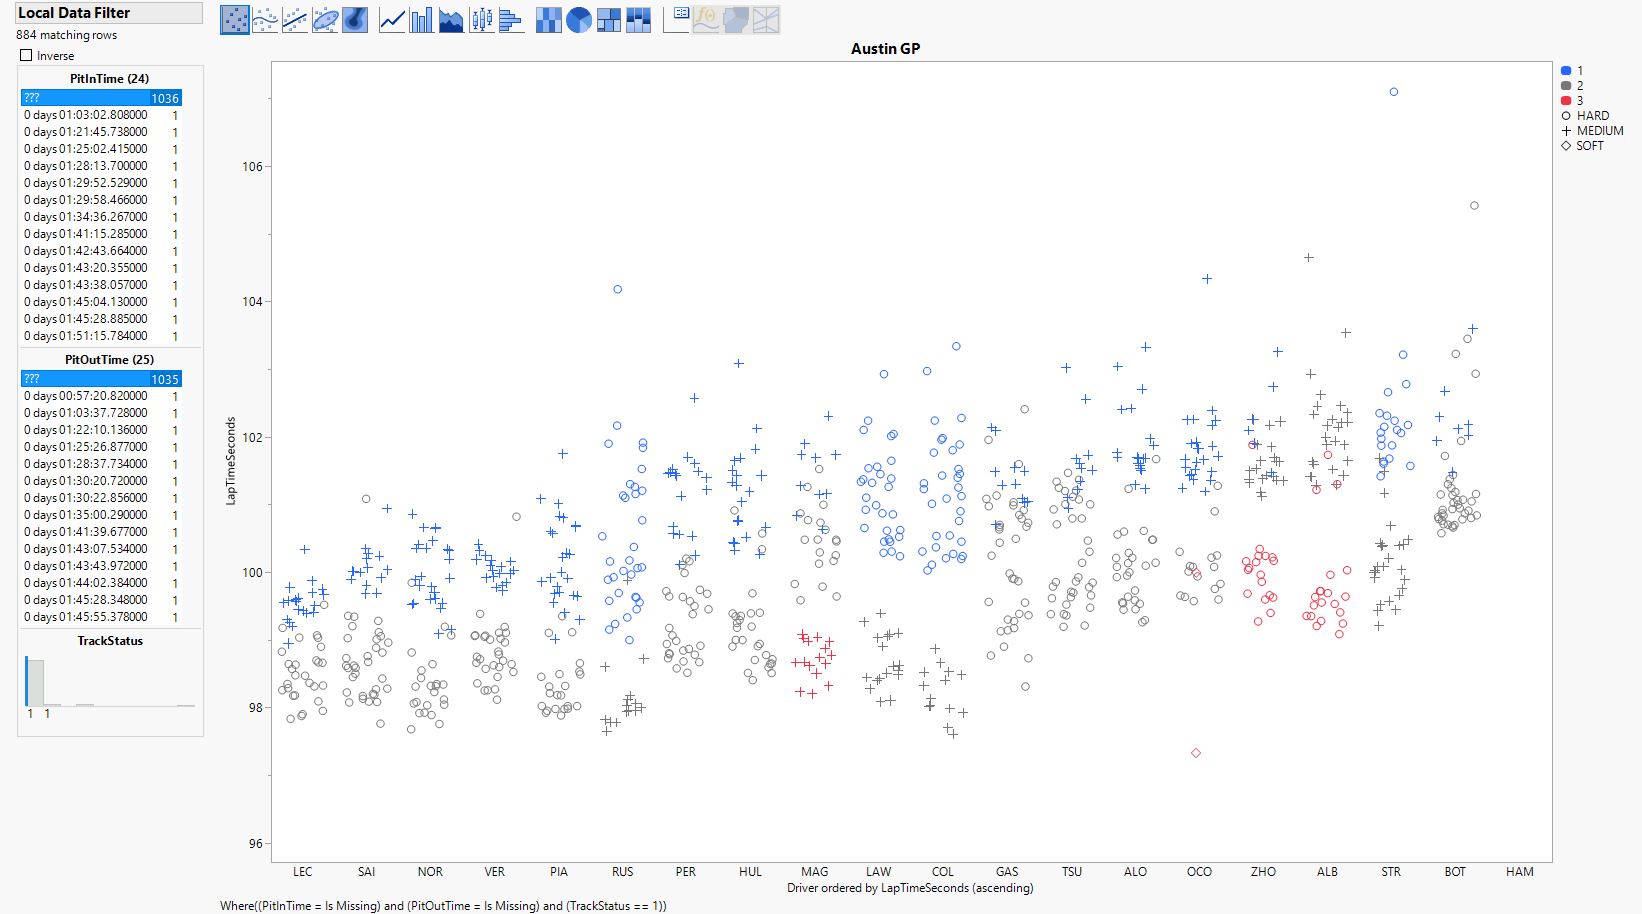 Local Data Filter
884 matching rows
Inverse
PitInTime (24)
??? 1036
0 days 01:03:02.808000 1
0 days 01:21:45.738000 1
0 days 01:25:02.415000 1
0 days 01:28:13.700000 1
0 days 01:29:52.529000 1
0 days 01:29:58.466000 1
0 days 01:34:36.267000 1
0 days 01:41:15.285000 1
0 days 01:42:43.664000 1
0 days 01:43:20.355000 1
0 days 01:43:38.057000 1
0 days 01:45:04.130000 1
0 days 01:45:28.885000 1
0 days 01:51:15.784000 1
PitOutTime (25)
??? 1035
0 days 00:57:20.820000 1
0 days 01:03:37.728000 1
0 days 01:22:10.136000 1
0 days 01:25:26.877000 1
0 days 01:28:37.734000 1
0 days 01:30:20.720000 1
0 days 01:30:22.856000 1
0 days 01:35:00.290000 1
0 days 01:41:39.677000 1
0 days 01:43:07.534000 1
0 days 01:43:43.972000 1
0 days 01:44:02.384000 1
0 days 01:45:28.348000 1
0 days 01:45:55.378000 1
TrackStatus
1 1
Austin GP
LapTimeSeconds
106
104
102
100
98
96
LEC SAI NOR VER PIA RUS PER HUL MAG LAW COL GAS TSU ALO OCO ZHO ALB STR BOT HAM
Driver ordered by LapTimeSeconds (ascending)
1
2
3
HARD
MEDIUM
SOFT
Where((PitInTime = Is Missing) and (PitOutTime = Is Missing) and (TrackStatus == 1))